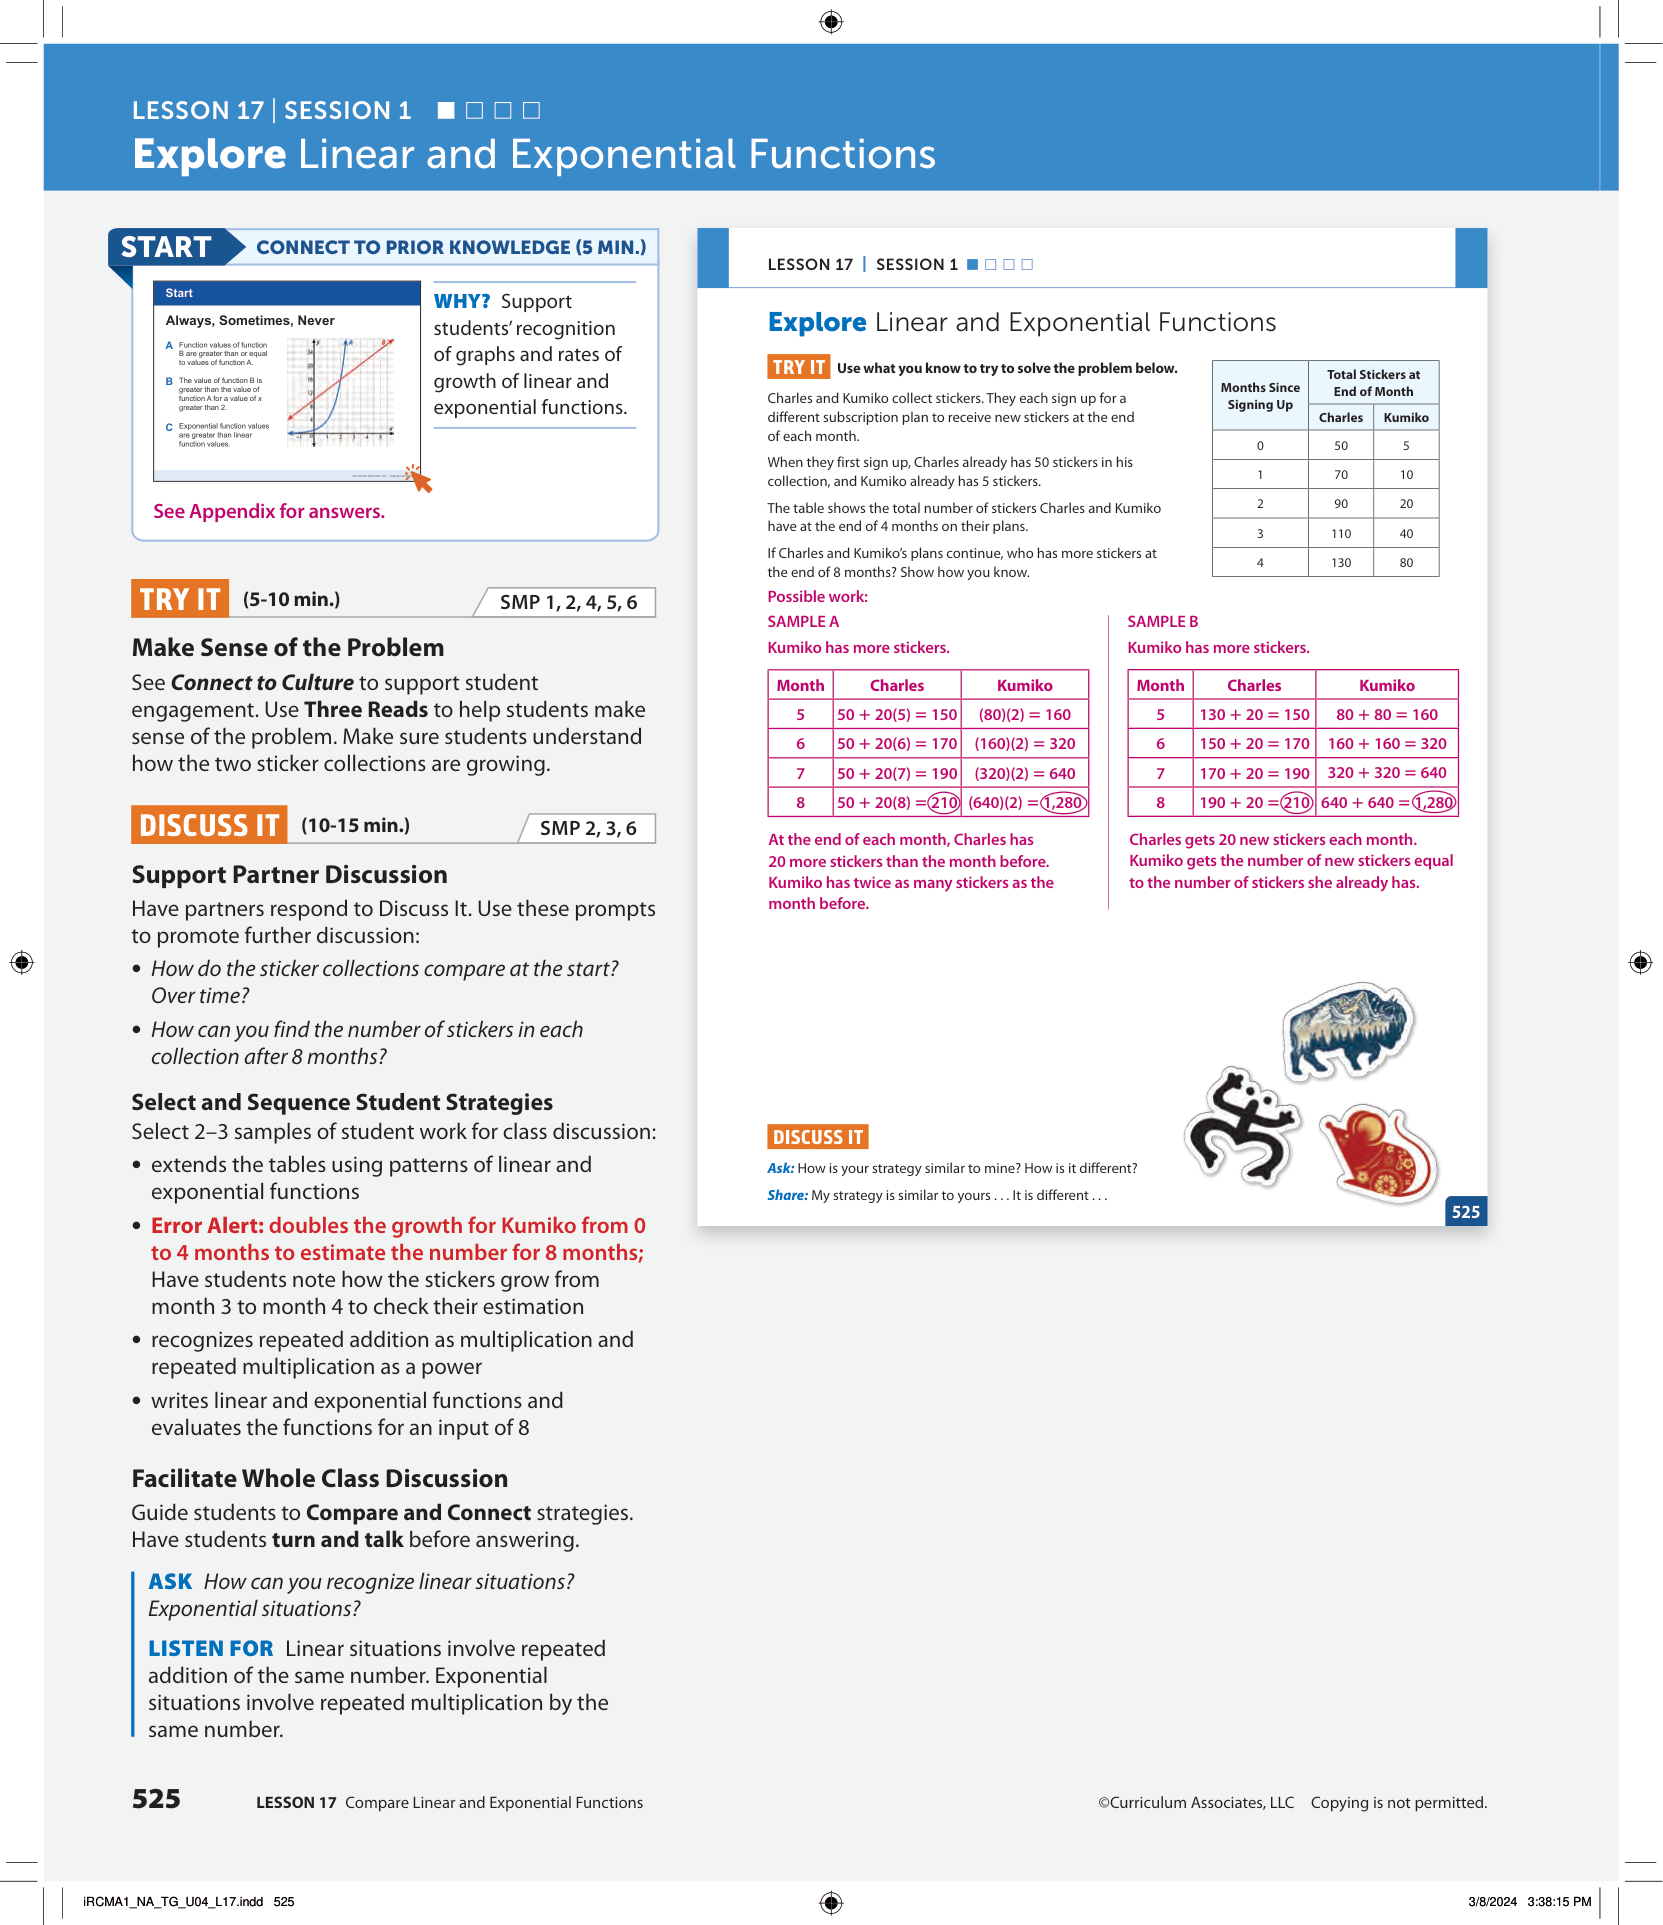 LESSON 17 | SESSION 1
Explore Linear and Exponential Functions
START
CONNECT TO PRIOR KNOWLEDGE (5 MIN.)
Start
Always, Sometimes, Never
A Function values of function
B are greater than or equal
to values of function A.
B The value of function B is
greater than the value of
function A for a value of x
greater than 2.
C Exponential function values
are greater than linear
function values.
WHY? Support
students' recognition
of graphs and rates of
growth of linear and
exponential functions.
See Appendix for answers.
TRY IT (5-10 min.)
SMP 1, 2, 4, 5, 6
Make Sense of the Problem
See Connect to Culture to support student
engagement. Use Three Reads to help students make
sense of the problem. Make sure students understand
how the two sticker collections are growing.
DISCUSS IT (10-15 min.)
SMP 2, 3, 6
Support Partner Discussion
Have partners respond to Discuss It. Use these prompts
to promote further discussion:
• How do the sticker collections compare at the start?
Over time?
• How can you find the number of stickers in each
collection after 8 months?
Select and Sequence Student Strategies
Select 2–3 samples of student work for class discussion:
• extends the tables using patterns of linear and
exponential functions
• Error Alert: doubles the growth for Kumiko from 0
to 4 months to estimate the number for 8 months;
Have students note how the stickers grow from
month 3 to month 4 to check their estimation
• recognizes repeated addition as multiplication and
repeated multiplication as a power
• writes linear and exponential functions and
evaluates the functions for an input of 8
Facilitate Whole Class Discussion
Guide students to Compare and Connect strategies.
Have students turn and talk before answering.
ASK How can you recognize linear situations?
Exponential situations?
LISTEN FOR Linear situations involve repeated
addition of the same number. Exponential
situations involve repeated multiplication by the
same number.
LESSON 17 | SESSION 1
Explore Linear and Exponential Functions
TRY IT Use what you know to try to solve the problem below.
Charles and Kumiko collect stickers. They each sign up for a
different subscription plan to receive new stickers at the end
of each month.
When they first sign up, Charles already has 50 stickers in his
collection, and Kumiko already has 5 stickers.
The table shows the total number of stickers Charles and Kumiko
have at the end of 4 months on their plans.
If Charles and Kumiko's plans continue, who has more stickers at
the end of 8 months? Show how you know.
Months Since
Signing Up
Total Stickers at
End of Month
Charles Kumiko
0 50 5
1 70 10
2 90 20
3 110 40
4 130 80
Possible work:
SAMPLE A
Kumiko has more stickers.
Month Charles Kumiko
5 50 + 20(5) = 150 (80)(2) = 160
6 50 + 20(6) = 170 (160)(2) = 320
7 50 + 20(7) = 190 (320)(2) = 640
8 50 + 20(8) = 210 (640)(2) = 1,280
At the end of each month, Charles has
20 more stickers than the month before.
Kumiko has twice as many stickers as the
month before.
SAMPLE B
Kumiko has more stickers.
Month Charles Kumiko
5 130 + 20 = 150 80 + 80 = 160
6 150 + 20 = 170 160 + 160 = 320
7 170 + 20 = 190 320 + 320 = 640
8 190 + 20 = 210 640 + 640 = 1,280
Charles gets 20 new stickers each month.
Kumiko gets the number of new stickers equal
to the number of stickers she already has.
DISCUSS IT
Ask: How is your strategy similar to mine? How is it different?
Share: My strategy is similar to yours . . . It is different . . .
525
525
LESSON 17 Compare Linear and Exponential Functions
©Curriculum Associates, LLC Copying is not permitted.
iRCMA1_NA_TG_U04_L17.indd 525
3/8/2024 3:38:15 PM